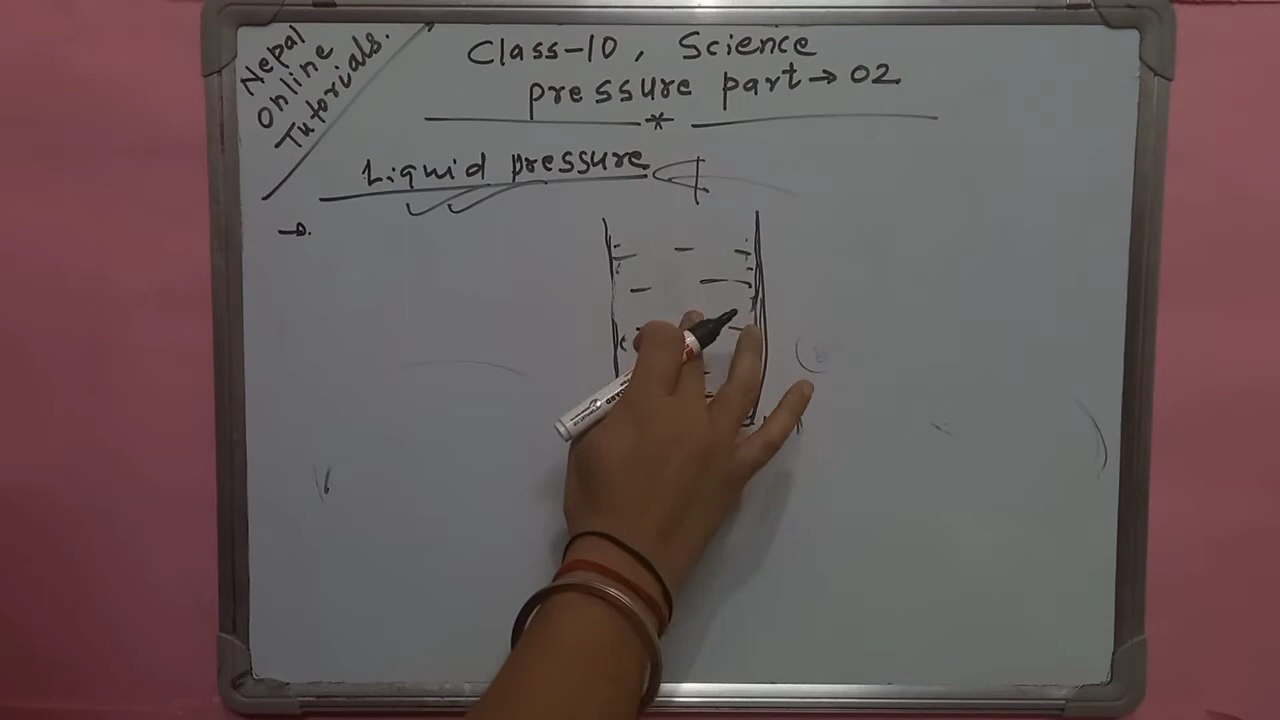 Nepal
Online
Tutorials.
Class-10, Science
pressure part → 02
*
Liquid pressure
→.